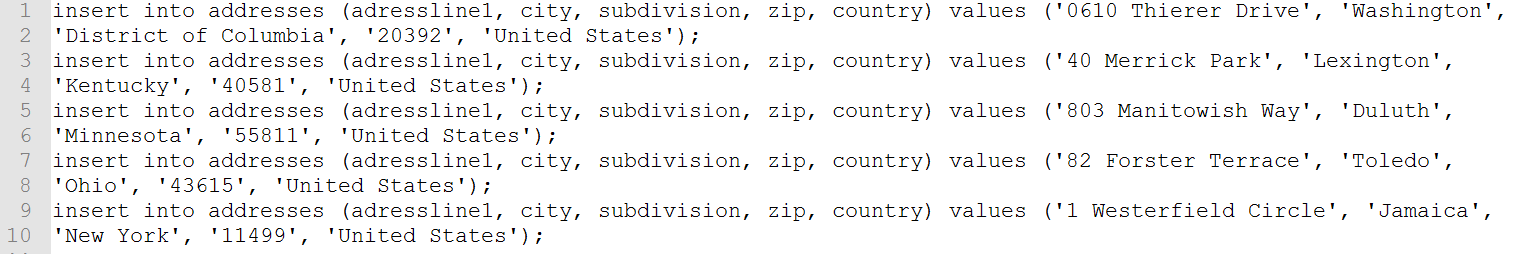 1 insert into addresses (adressline1, city, subdivision, zip, country) values ('0610 Thierer Drive', 'Washington',
2 'District of Columbia', '20392', 'United States');
3 insert into addresses (adressline1, city, subdivision, zip, country) values ('40 Merrick Park', 'Lexington',
4 'Kentucky', '40581', 'United States');
5 insert into addresses (adressline1, city, subdivision, zip, country) values ('803 Manitowish Way', 'Duluth',
6 'Minnesota', '55811', 'United States');
7 insert into addresses (adressline1, city, subdivision, zip, country) values ('82 Forster Terrace', 'Toledo',
8 'Ohio', '43615', 'United States');
9 insert into addresses (adressline1, city, subdivision, zip, country) values ('1 Westerfield Circle', 'Jamaica',
10 'New York', '11499', 'United States');